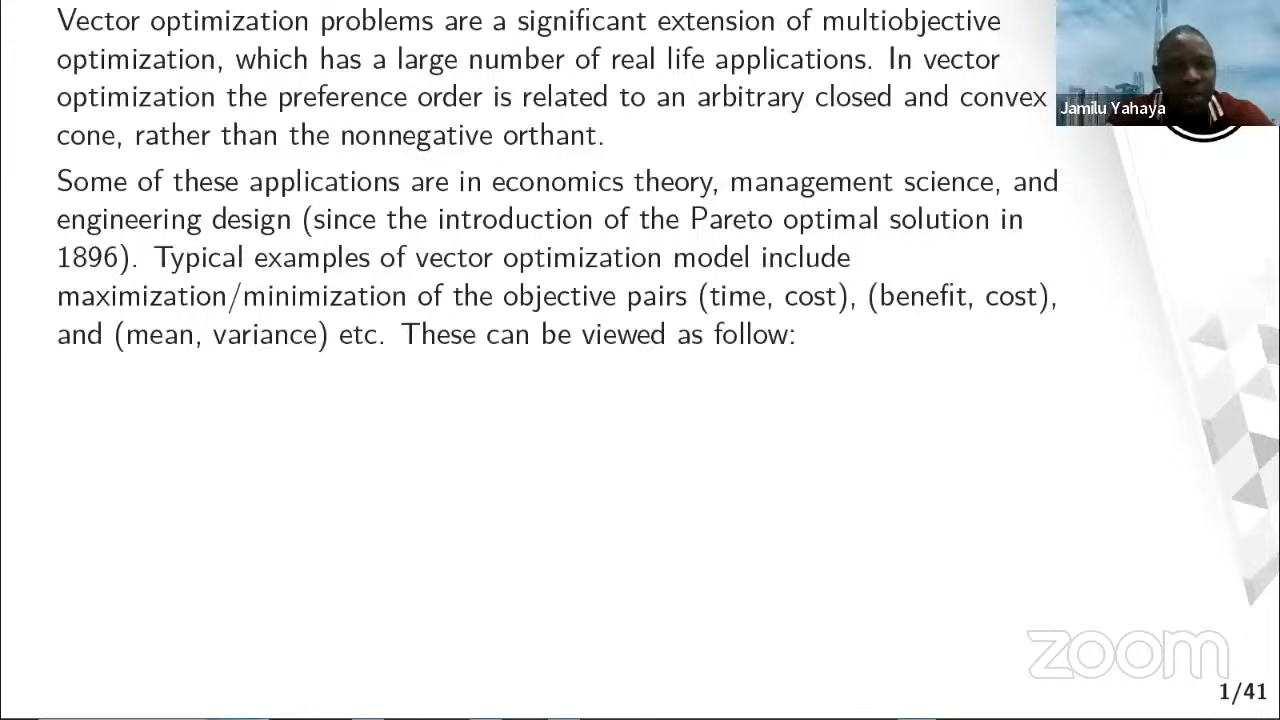 Vector optimization problems are a significant extension of multiobjective
optimization, which has a large number of real life applications. In vector
optimization the preference order is related to an arbitrary closed and convex
cone, rather than the nonnegative orthant.
Jamilu Yahaya
Some of these applications are in economics theory, management science, and
engineering design (since the introduction of the Pareto optimal solution in
1896). Typical examples of vector optimization model include
maximization/minimization of the objective pairs (time, cost), (benefit, cost),
and (mean, variance) etc. These can be viewed as follow:
zoom
1/41